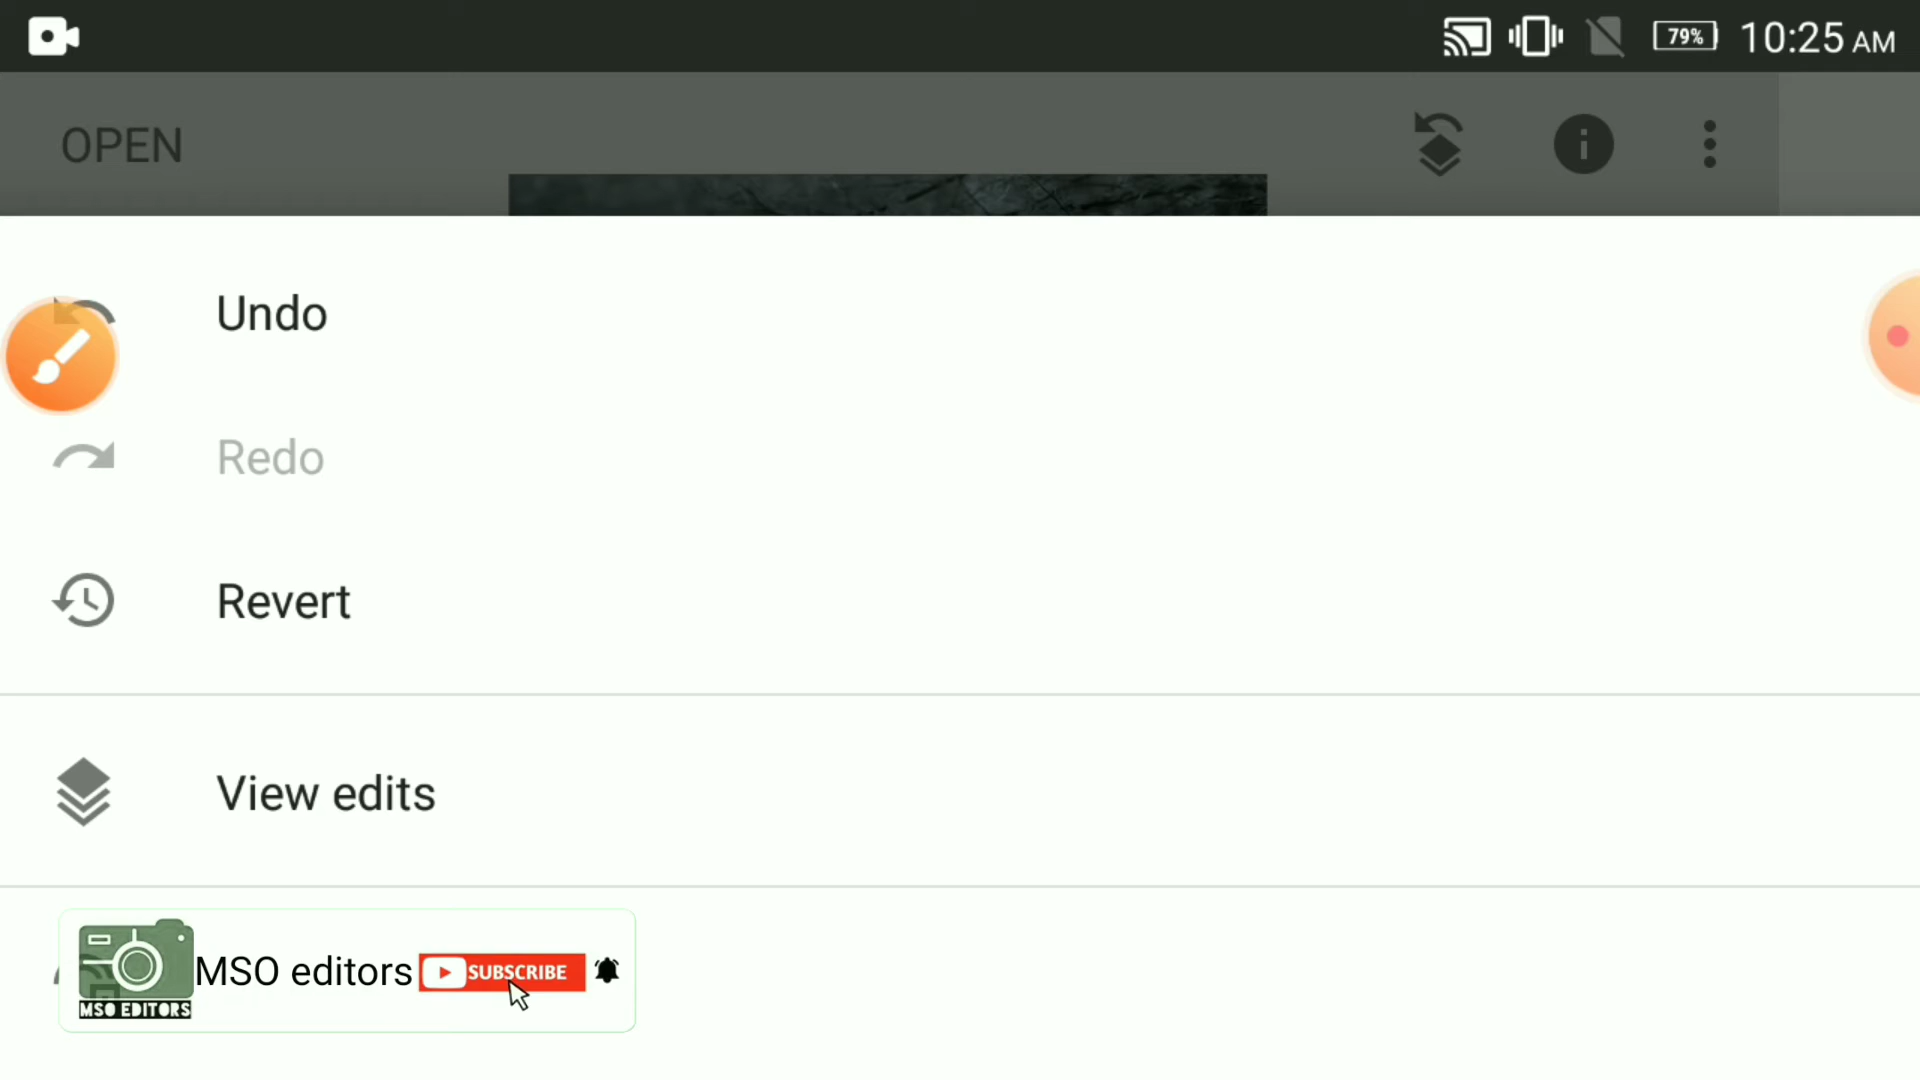 79% 10:25 AM
OPEN
Undo
Redo
Revert
View edits
MSO editors SUBSCRIBE
MSO EDITORS